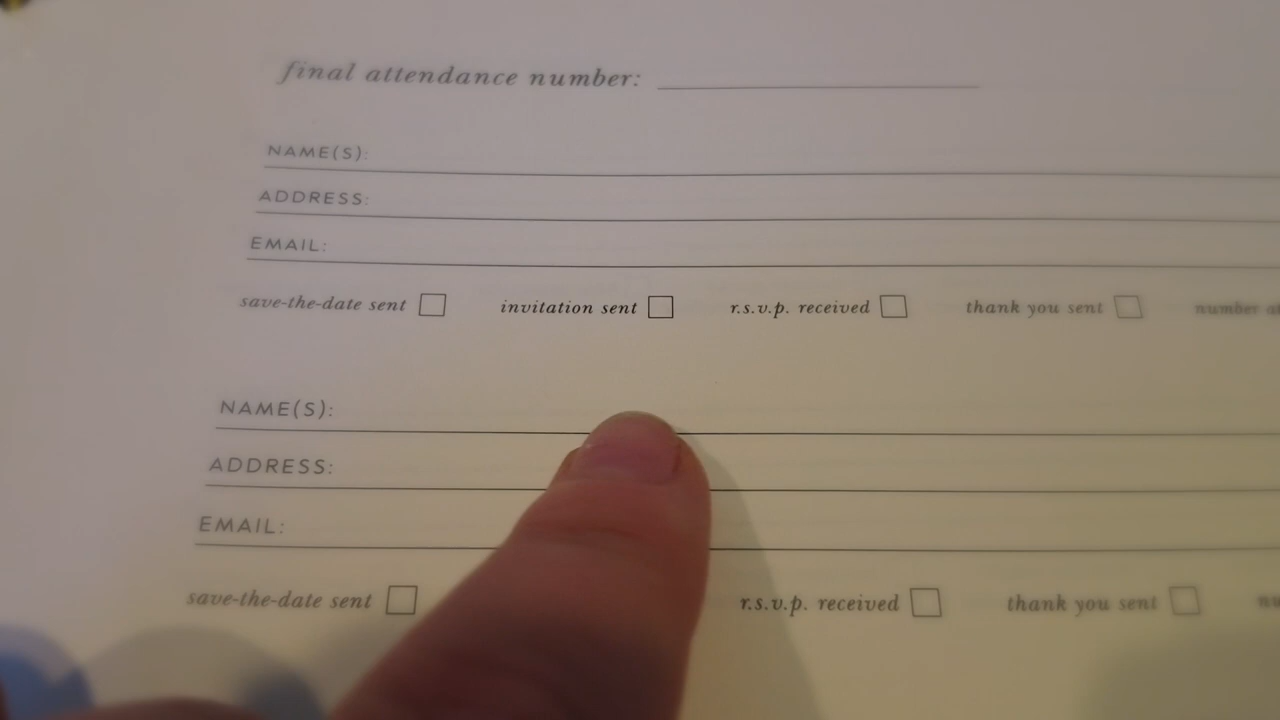 final attendance number:
NAME(S):
ADDRESS:
EMAIL:
save-the-date sent invitation sent r.s.v.p. received thank you sent number
NAME(S):
ADDRESS:
EMAIL:
save-the-date sent r.s.v.p. received thank you sent